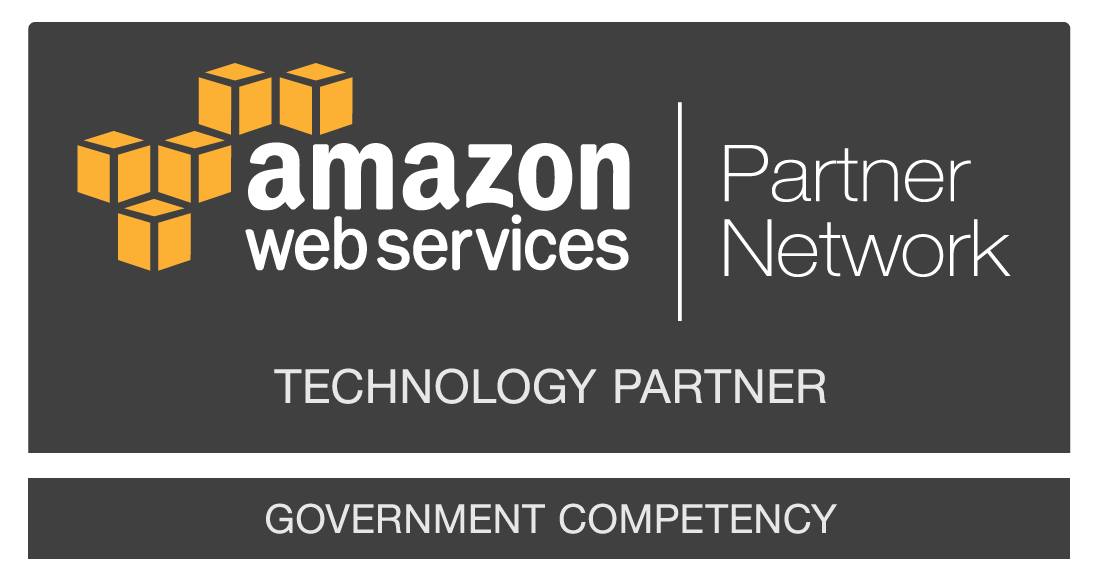 amazon
web services
Partner
Network
TECHNOLOGY PARTNER
GOVERNMENT COMPETENCY